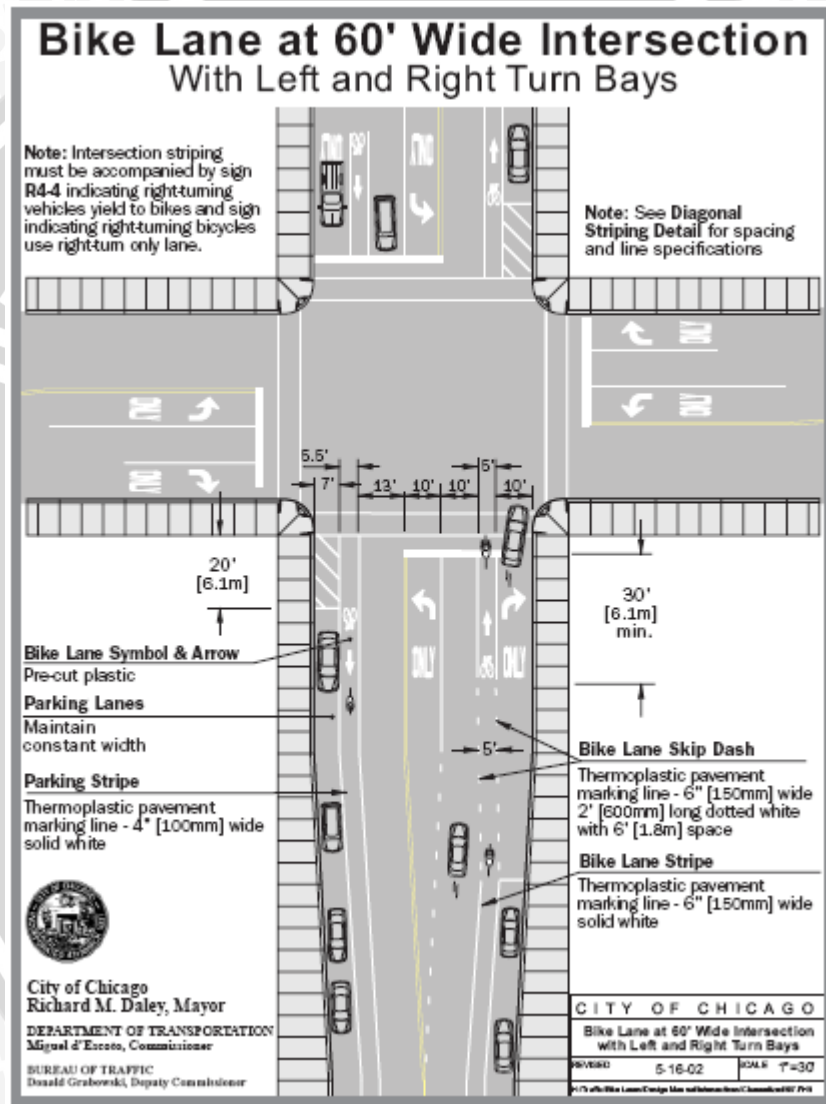 Bike Lane at 60' Wide Intersection
With Left and Right Turn Bays
Note: Intersection striping
must be accompanied by sign
R4-4 indicating right-turning
vehicles yield to bikes and sign
indicating right-turning bicycles
use right-turn only lane.
Note: See Diagonal
Striping Detail for spacing
and line specifications
ONLY
ONLY
ONLY
ONLY
ONLY
ONLY
5.5'
5'
7'
13'
10'
10'
10'
20'
[6.1m]
30'
[6.1m]
min.
ONLY
ONLY
Bike Lane Symbol & Arrow
Pre-cut plastic
Parking Lanes
Maintain
constant width
5'
Bike Lane Skip Dash
Thermoplastic pavement
marking line - 6" [150mm] wide
2' [600mm] long dotted white
with 6' [1.8m] space
Parking Stripe
Thermoplastic pavement
marking line - 4" [100mm] wide
solid white
Bike Lane Stripe
Thermoplastic pavement
marking line - 6" [150mm] wide
solid white
City of Chicago
Richard M. Daley, Mayor
DEPARTMENT OF TRANSPORTATION
Miguel d'Escoto, Commissioner
BUREAU OF TRAFFIC
Donald Grabowski, Deputy Commissioner
CITY OF CHICAGO
Bike Lane at 60' Wide Intersection
with Left and Right Turn Bays
REVISED 5-16-02 SCALE 1"=30'